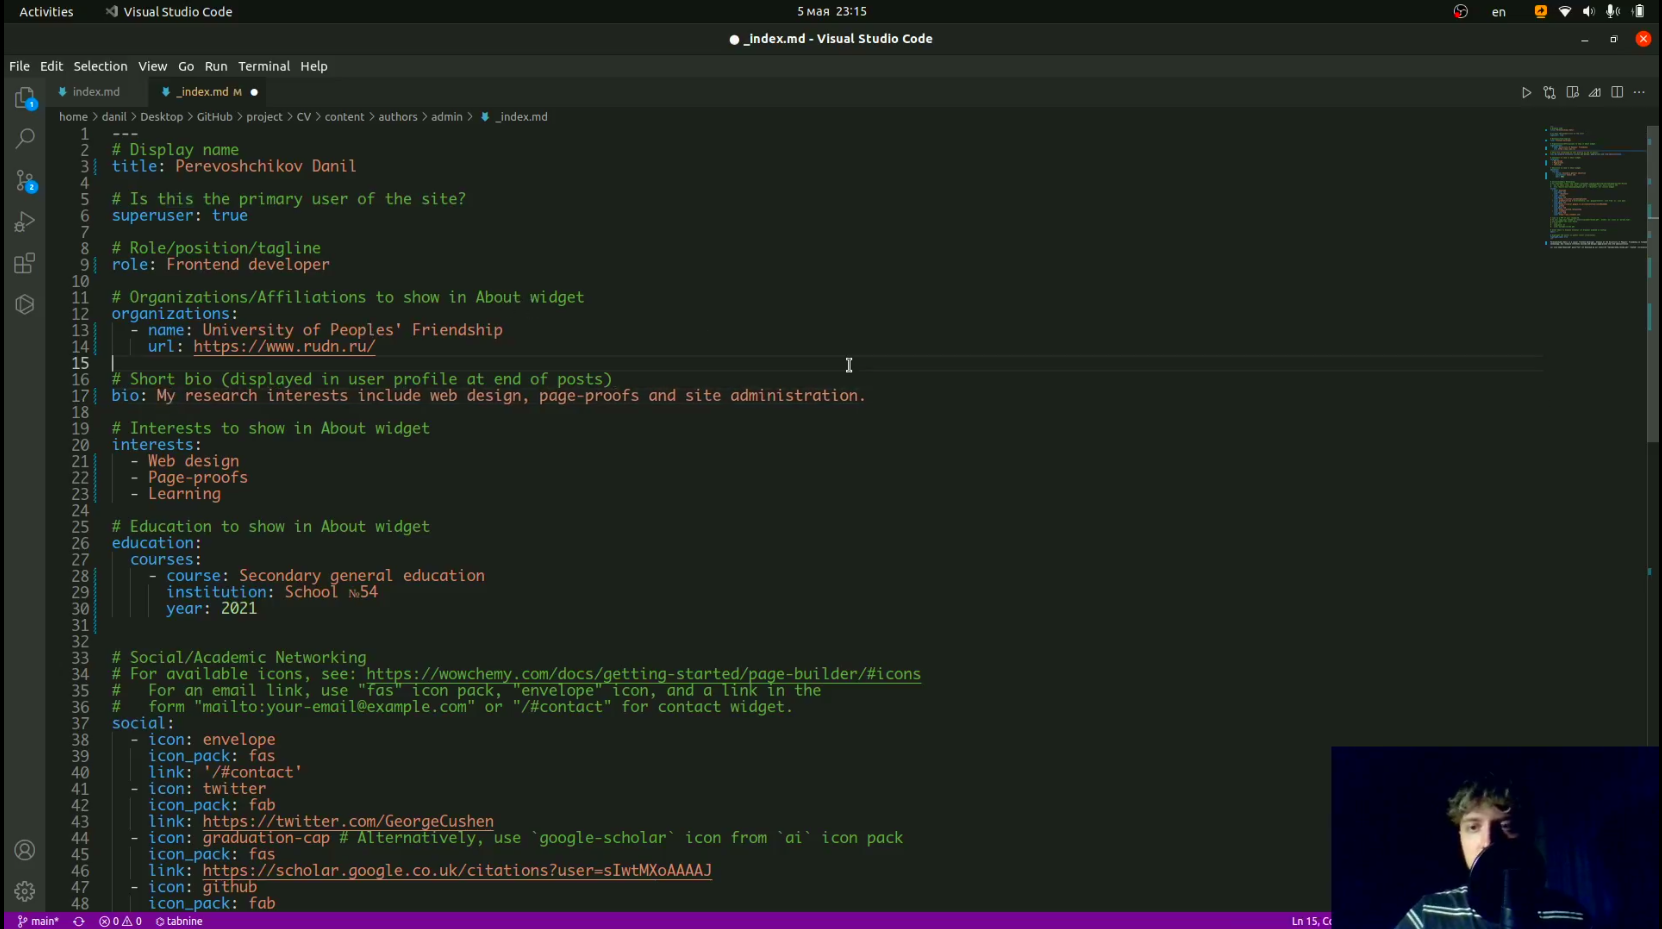 Activities
Visual Studio Code
5 мая 23:15
en
_index.md - Visual Studio Code
File Edit Selection View Go Run Terminal Help
index.md
_index.md M
home > danil > Desktop > GitHub > project > CV > content > authors > admin > _index.md
1 ---
2 # Display name
3 title: Perevoshchikov Danil
4
5 # Is this the primary user of the site?
6 superuser: true
7
8 # Role/position/tagline
9 role: Frontend developer
10
11 # Organizations/Affiliations to show in About widget
12 organizations:
13 - name: University of Peoples' Friendship
14 url: https://www.rudn.ru/
15
16 # Short bio (displayed in user profile at end of posts)
17 bio: My research interests include web design, page-proofs and site administration.
18
19 # Interests to show in About widget
20 interests:
21 - Web design
22 - Page-proofs
23 - Learning
24
25 # Education to show in About widget
26 education:
27 courses:
28 - course: Secondary general education
29 institution: School №54
30 year: 2021
31
32
33 # Social/Academic Networking
34 # For available icons, see: https://wowchemy.com/docs/getting-started/page-builder/#icons
35 # For an email link, use "fas" icon pack, "envelope" icon, and a link in the
36 # form "mailto:your-email@example.com" or "/#contact" for contact widget.
37 social:
38 - icon: envelope
39 icon_pack: fas
40 link: '/#contact'
41 - icon: twitter
42 icon_pack: fab
43 link: https://twitter.com/GeorgeCushen
44 - icon: graduation-cap # Alternatively, use `google-scholar` icon from `ai` icon pack
45 icon_pack: fas
46 link: https://scholar.google.co.uk/citations?user=sIwtMXoAAAAJ
47 - icon: github
48 icon_pack: fab
1
2
main*
0 0
tabnine
Ln 15,